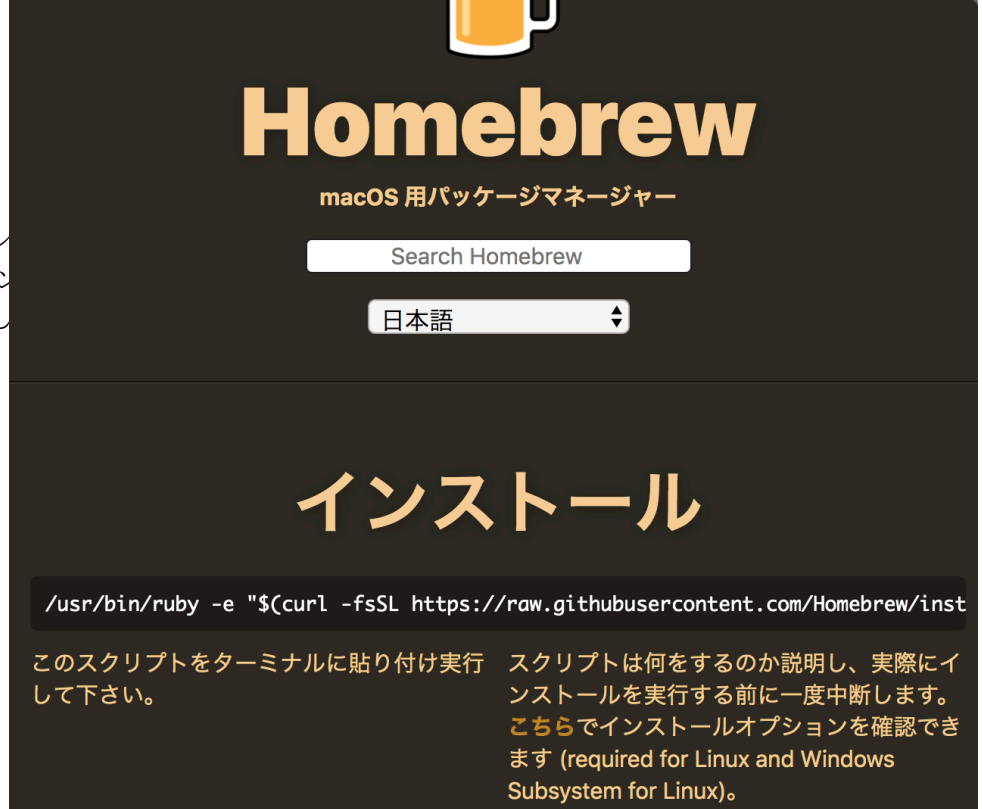 Homebrew
macOS 用パッケージマネージャー
Search Homebrew
日本語
インストール
/usr/bin/ruby -e "$(curl -fsSL https://raw.githubusercontent.com/Homebrew/inst
このスクリプトをターミナルに貼り付け実行
して下さい。
スクリプトは何をするのか説明し、実際にイ
ンストールを実行する前に一度中断します。
こちらでインストールオプションを確認でき
ます (required for Linux and Windows
Subsystem for Linux)。